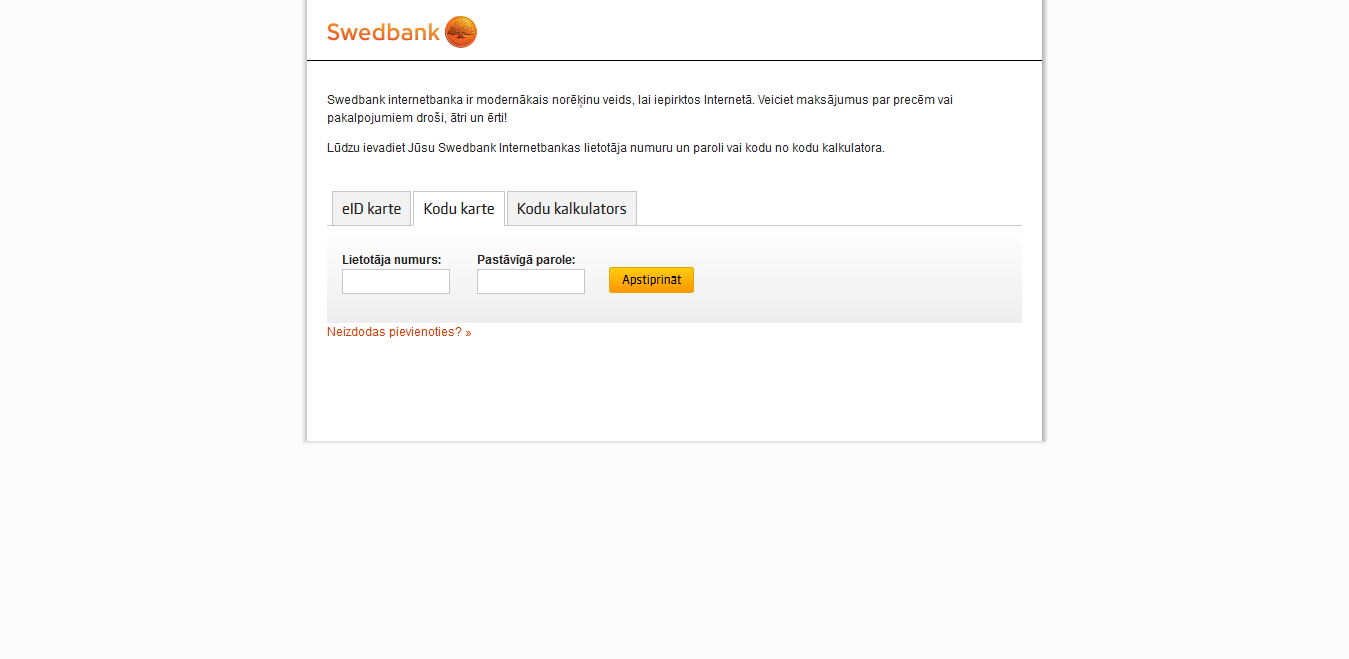 Swedbank
Swedbank internetbanka ir modernākais norēķinu veids, lai iepirktos Internetā. Veiciet maksājumus par precēm vai
pakalpojumiem droši, ātri un ērti!
Lūdzu ievadiet Jūsu Swedbank Internetbankas lietotāja numuru un paroli vai kodu no kodu kalkulatora.
eID karte Kodu karte Kodu kalkulators
Lietotāja numurs: Pastāvīgā parole:
Apstiprināt
Neizdodas pievienoties? »